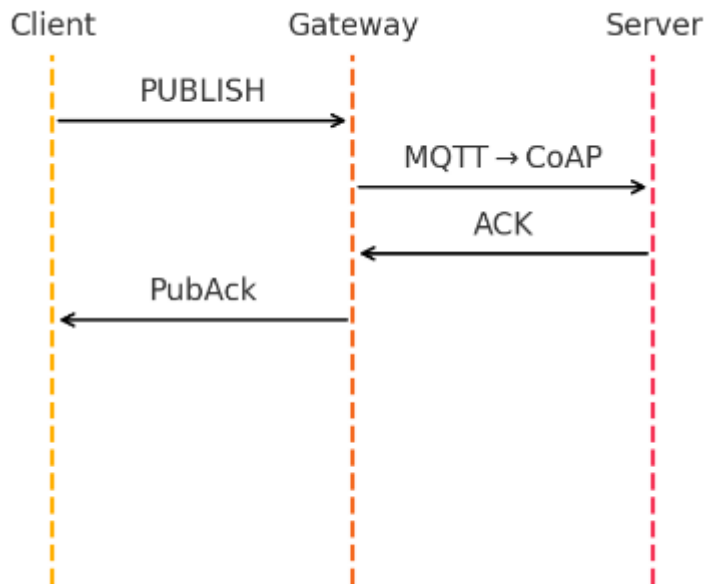 Client Gateway Server
PUBLISH
MQTT → CoAP
ACK
PubAck